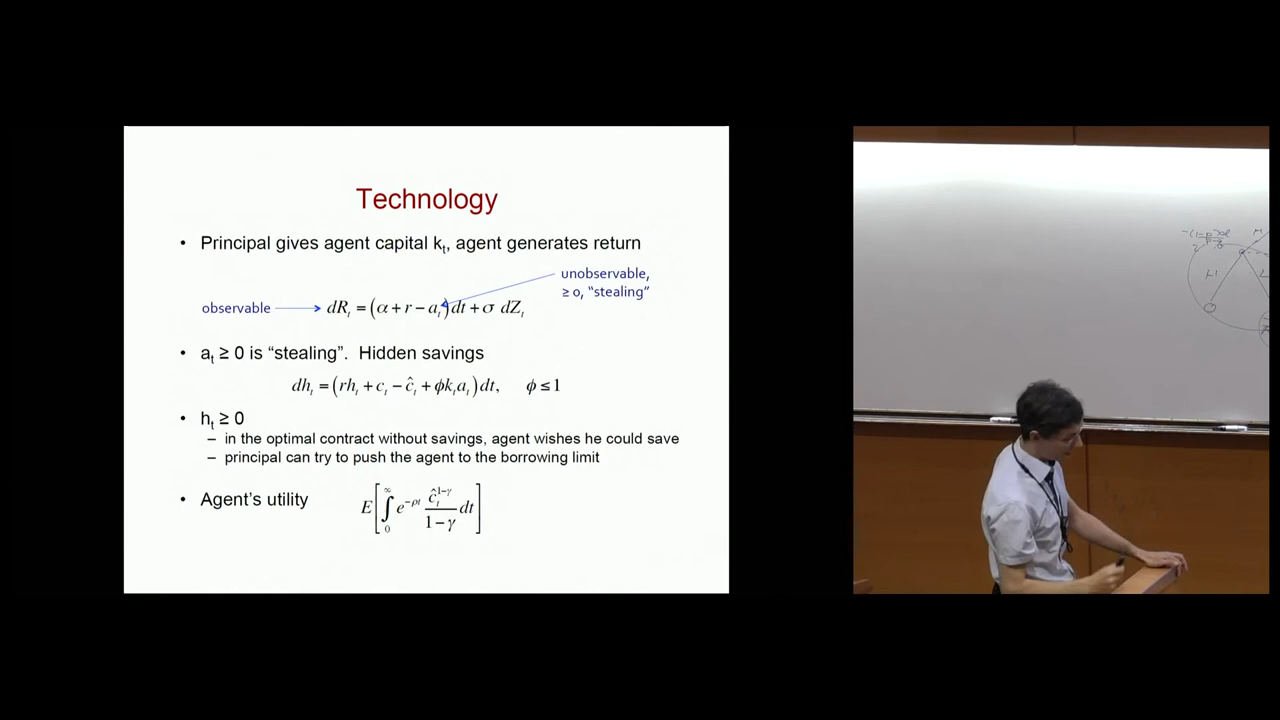 Technology
• Principal gives agent capital kₜ, agent generates return
unobservable,
≥ 0, “stealing”
observable
dRₜ = (α + r − aₜ)dt + σ dZₜ
• aₜ ≥ 0 is “stealing”. Hidden savings
dhₜ = (rhₜ + cₜ − ĉₜ + ϕkₜaₜ)dt, ϕ ≤ 1
• hₜ ≥ 0
– in the optimal contract without savings, agent wishes he could save
– principal can try to push the agent to the borrowing limit
• Agent’s utility
E[∫₀^∞ e^{−ρt} ĉₜ^{1−γ}/(1−γ) dt]